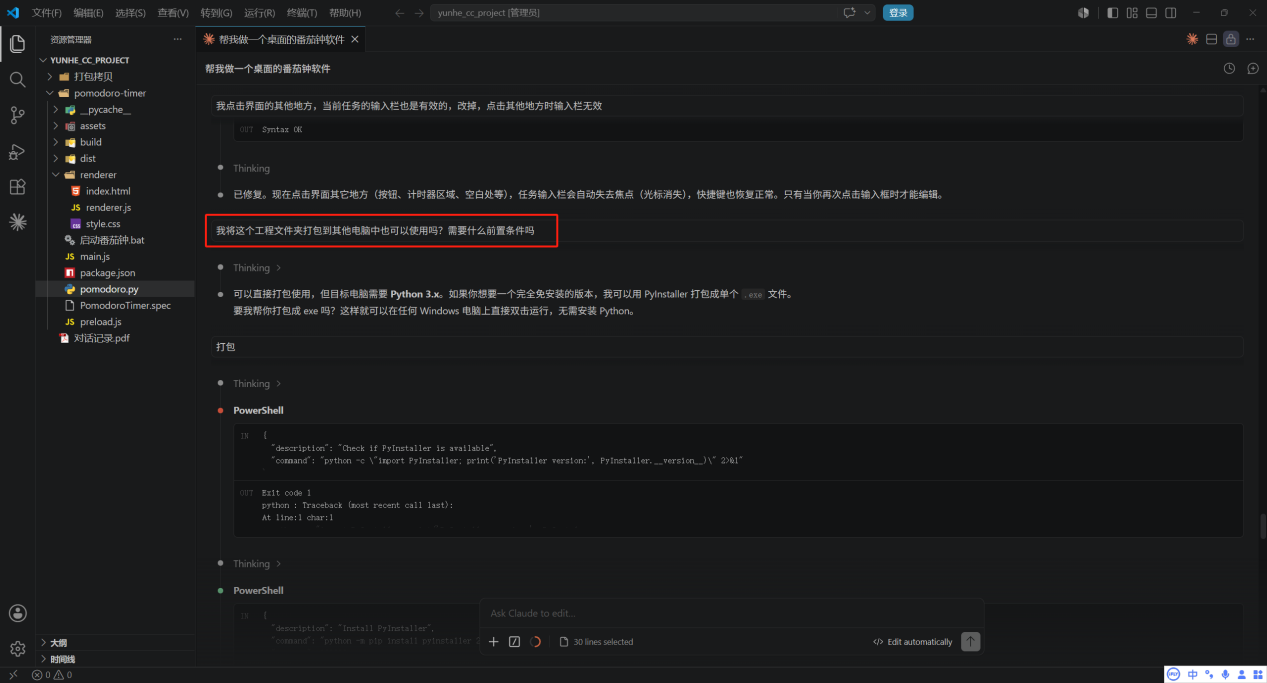 文件(F) 编辑(E) 选择(S) 查看(V) 转到(G) 运行(R) 终端(T) 帮助(H) yunhe_cc_project [管理员] 登录
资源管理器
YUNHE_CC_PROJECT
打包拷贝
pomodoro-timer
__pycache__
assets
build
dist
renderer
index.html
JS renderer.js
css style.css
启动番茄钟.bat
JS main.js
package.json
pomodoro.py
PomodoroTimer.spec
JS preload.js
对话记录.pdf
大纲
时间线
帮我做一个桌面的番茄钟软件
帮我做一个桌面的番茄钟软件
我点击界面的其他地方，当前任务的输入栏也是有效的，改掉，点击其他地方时输入栏无效
OUT Syntax OK
Thinking
已修复。现在点击界面其它地方（按钮、计时器区域、空白处等），任务输入栏会自动失去焦点（光标消失），快捷键也恢复正常。只有当你再次点击输入框时才能编辑。
我将这个工程文件夹打包到其他电脑中也可以使用吗？需要什么前置条件吗
Thinking
可以直接打包使用，但目标电脑需要 Python 3.x。如果你想要一个完全免安装的版本，我可以用 PyInstaller 打包成单个 .exe 文件。
要我帮你打包成 exe 吗？这样就可以在任何 Windows 电脑上直接双击运行，无需安装 Python。
打包
Thinking
PowerShell
IN {
"description": "Check if PyInstaller is available",
"command": "python -c \"import PyInstaller; print('PyInstaller version:', PyInstaller.__version__)\" 2>&1"
OUT Exit code 1
python : Traceback (most recent call last):
At line:1 char:1
Thinking
PowerShell
IN {
"description": "Install PyInstaller",
"command": "python -m pip install pyinstaller 2
Ask Claude to edit...
30 lines selected
Edit automatically
0 0
中